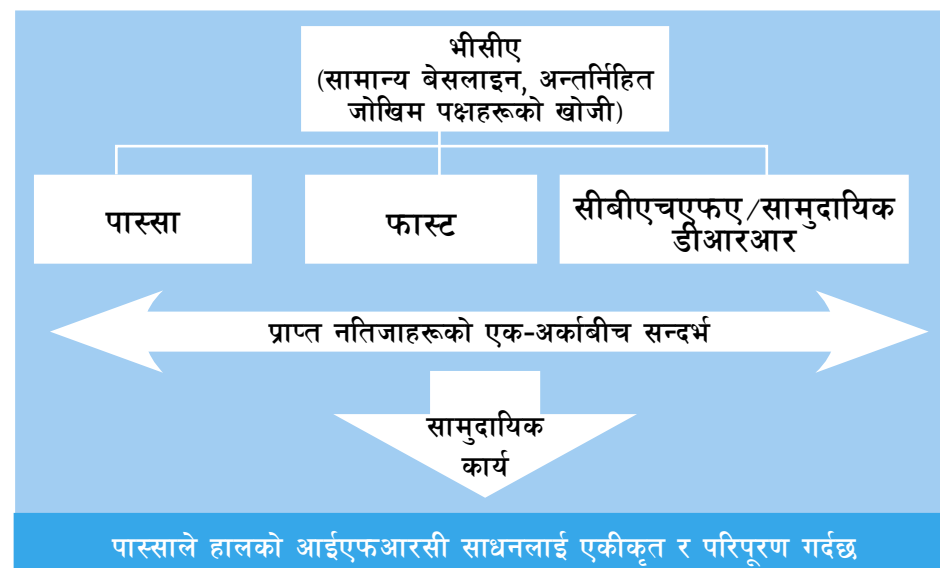 भीसीए
(सामान्य बेसलाइन, अन्तर्निहित
जोखिम पक्षहरूको खोजी)
पास्सा
फास्ट
सीबीएचएफए/सामुदायिक
डीआरआर
प्राप्त नतिजाहरूको एक-अर्काबीच सन्दर्भ
सामुदायिक
कार्य
पास्साले हालको आईएफआरसी साधनलाई एकीकृत र परिपूरण गर्दछ